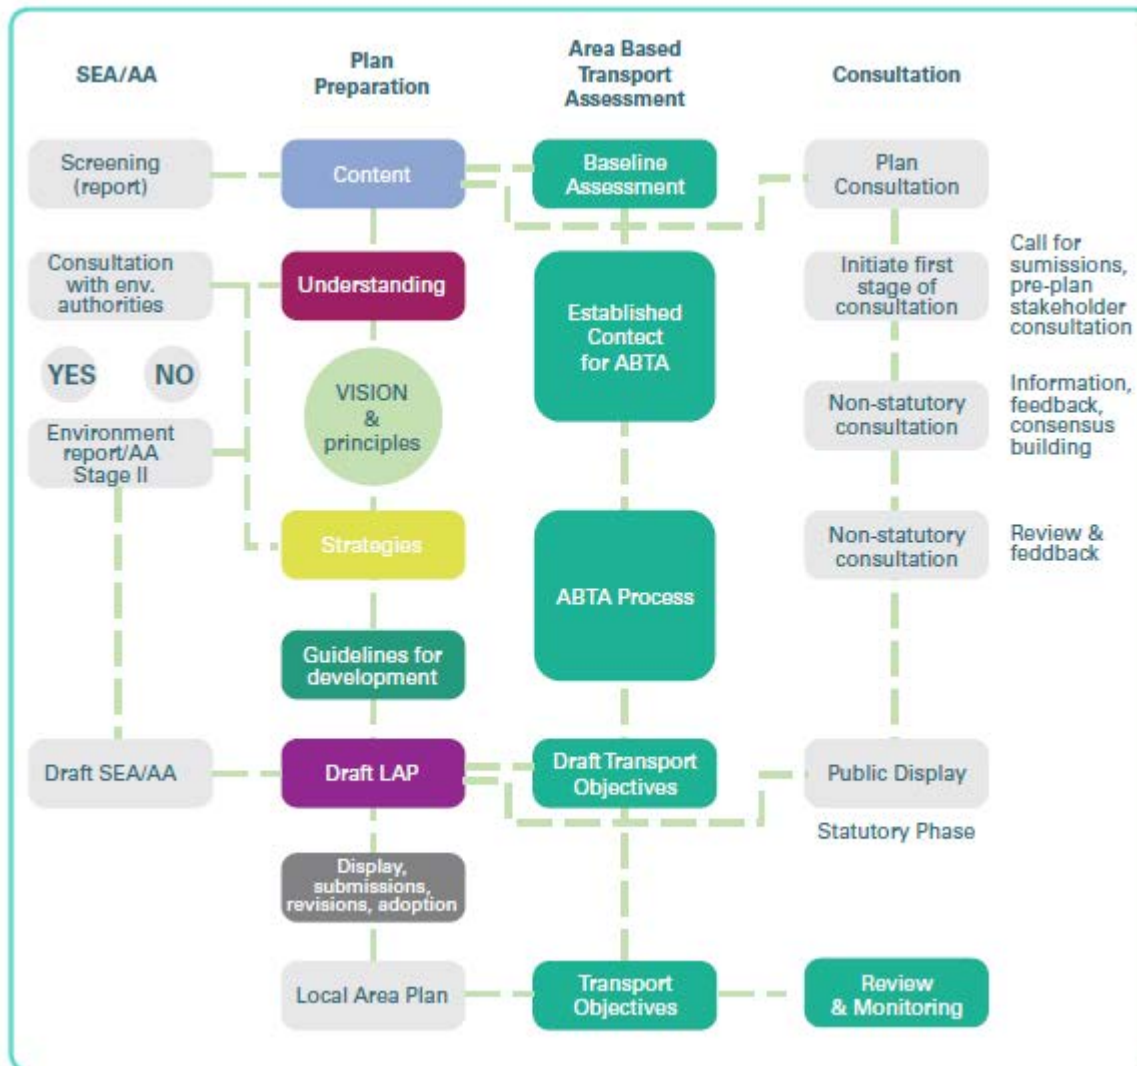 SEA/AA
Plan
Preparation
Area Based
Transport
Assessment
Consultation
Screening
(report)
Content
Baseline
Assessment
Plan
Consultation
Consultation
with env.
authorities
Understanding
Established
Contect
for ABTA
Initiate first
stage of
consultation
Call for
sumissions,
pre-plan
stakeholder
consultation
YES
NO
VISION
&
principles
Non-statutory
consultation
Information,
feedback,
consensus
building
Environment
report/AA
Stage II
Strategies
ABTA Process
Non-statutory
consultation
Review &
feddback
Guidelines for
development
Draft SEA/AA
Draft LAP
Draft Transport
Objectives
Public Display
Statutory Phase
Display,
submissions,
revisions, adoption
Local Area Plan
Transport
Objectives
Review
& Monitoring